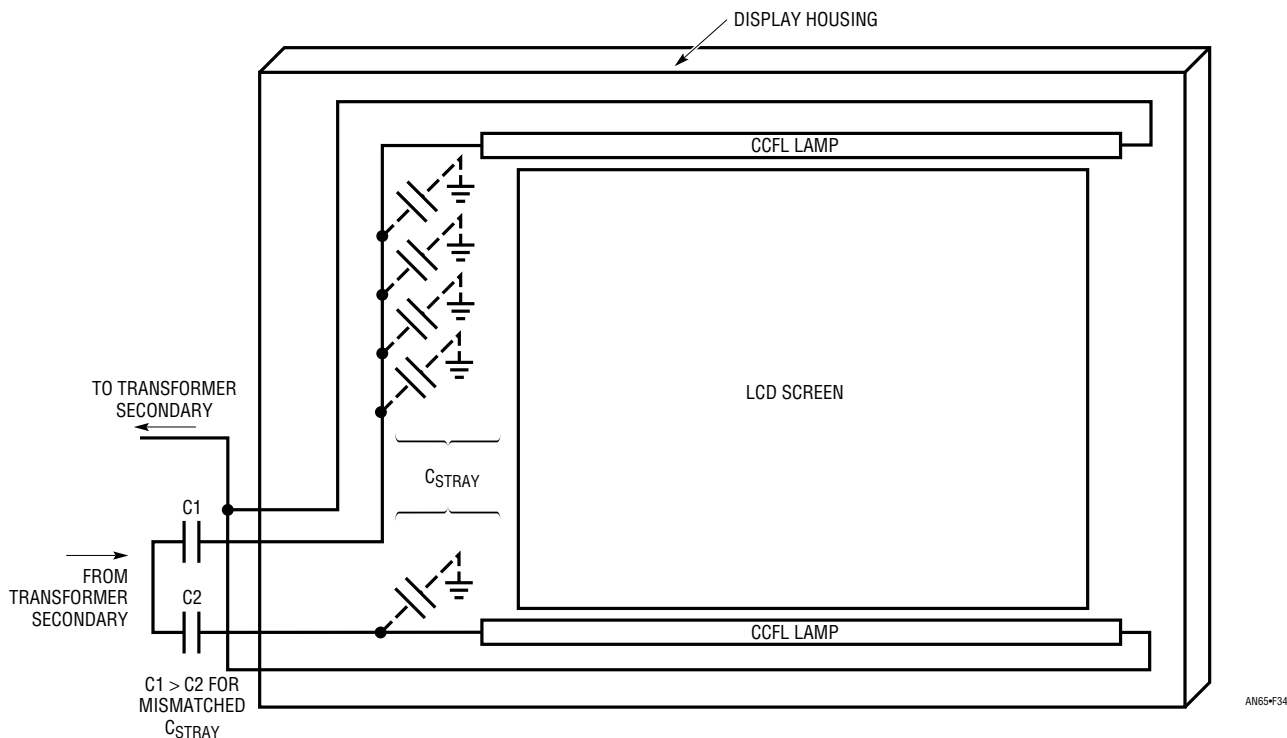 DISPLAY HOUSING
CCFL LAMP
LCD SCREEN
TO TRANSFORMER
SECONDARY
CSTRAY
C1
FROM
TRANSFORMER
SECONDARY
C2
CCFL LAMP
C1 > C2 FOR
MISMATCHED
CSTRAY
AN65•F34